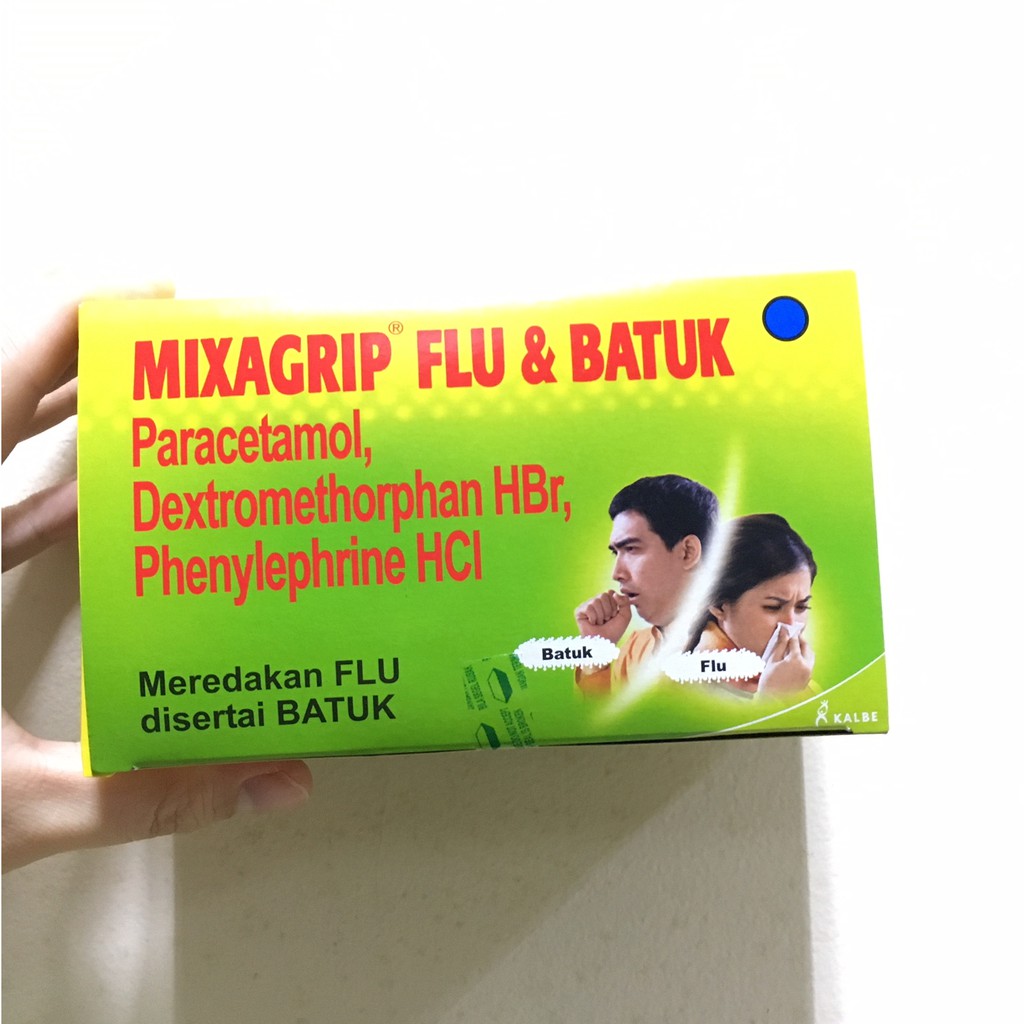 MIXAGRIP® FLU & BATUK
Paracetamol,
Dextromethorphan HBr,
Phenylephrine HCl
Meredakan FLU
disertai BATUK
Batuk
Flu
KALBE